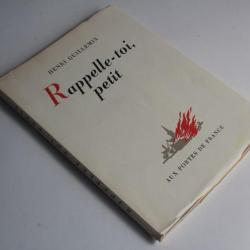 HENRI GUILLEMIN
Rappelle-toi,
petit
AUX PORTES DE FRANCE